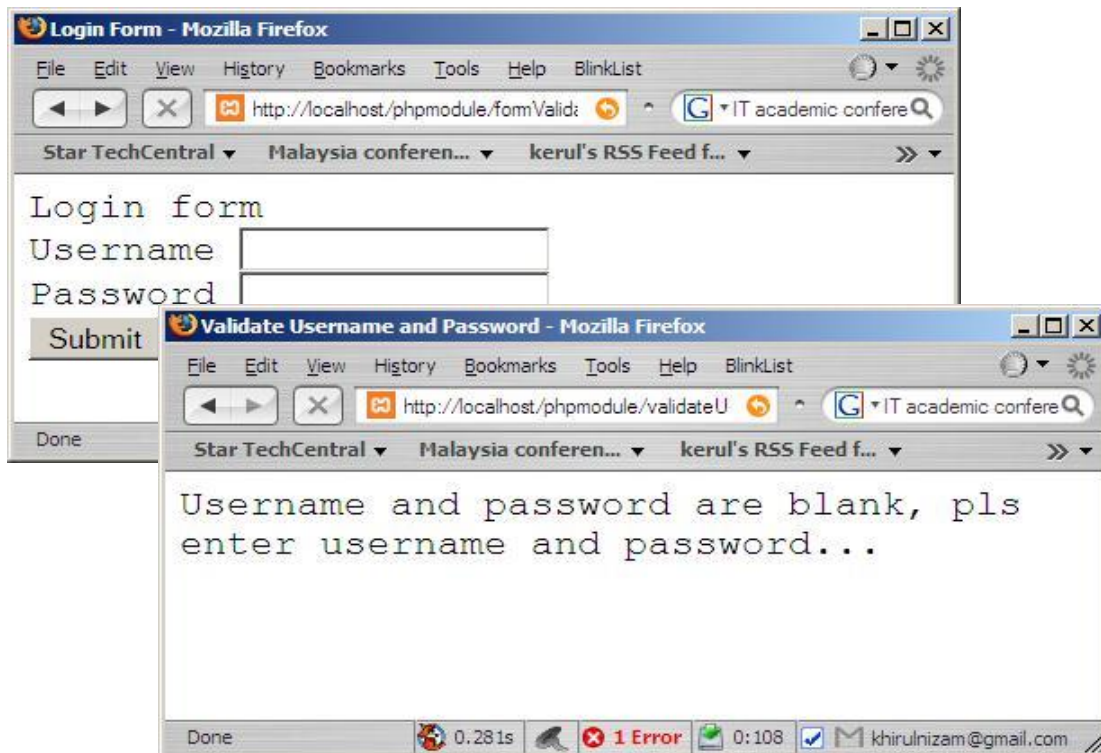 Login Form - Mozilla Firefox
File Edit View History Bookmarks Tools Help BlinkList
http://localhost/phpmodule/formValida G IT academic confere
Star TechCentral Malaysia conferen... kerul's RSS Feed f...
Login form
Username
Password
Submit
Done
Validate Username and Password - Mozilla Firefox
File Edit View History Bookmarks Tools Help BlinkList
http://localhost/phpmodule/validateU G IT academic confere
Star TechCentral Malaysia conferen... kerul's RSS Feed f...
Username and password are blank, pls
enter username and password...
Done 0.281s 1 Error 0:108 khirulnizam@gmail.com